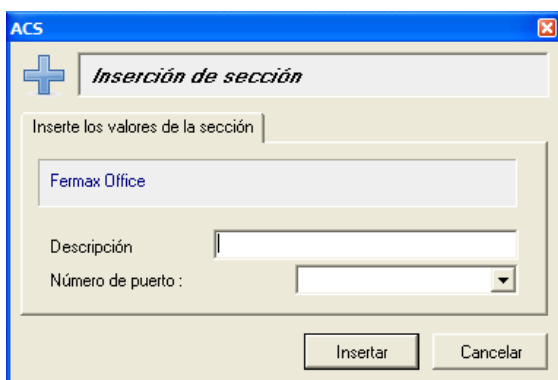 ACS
Inserción de sección
Inserte los valores de la sección
Fermax Office
Descripción
Número de puerto :
Insertar Cancelar